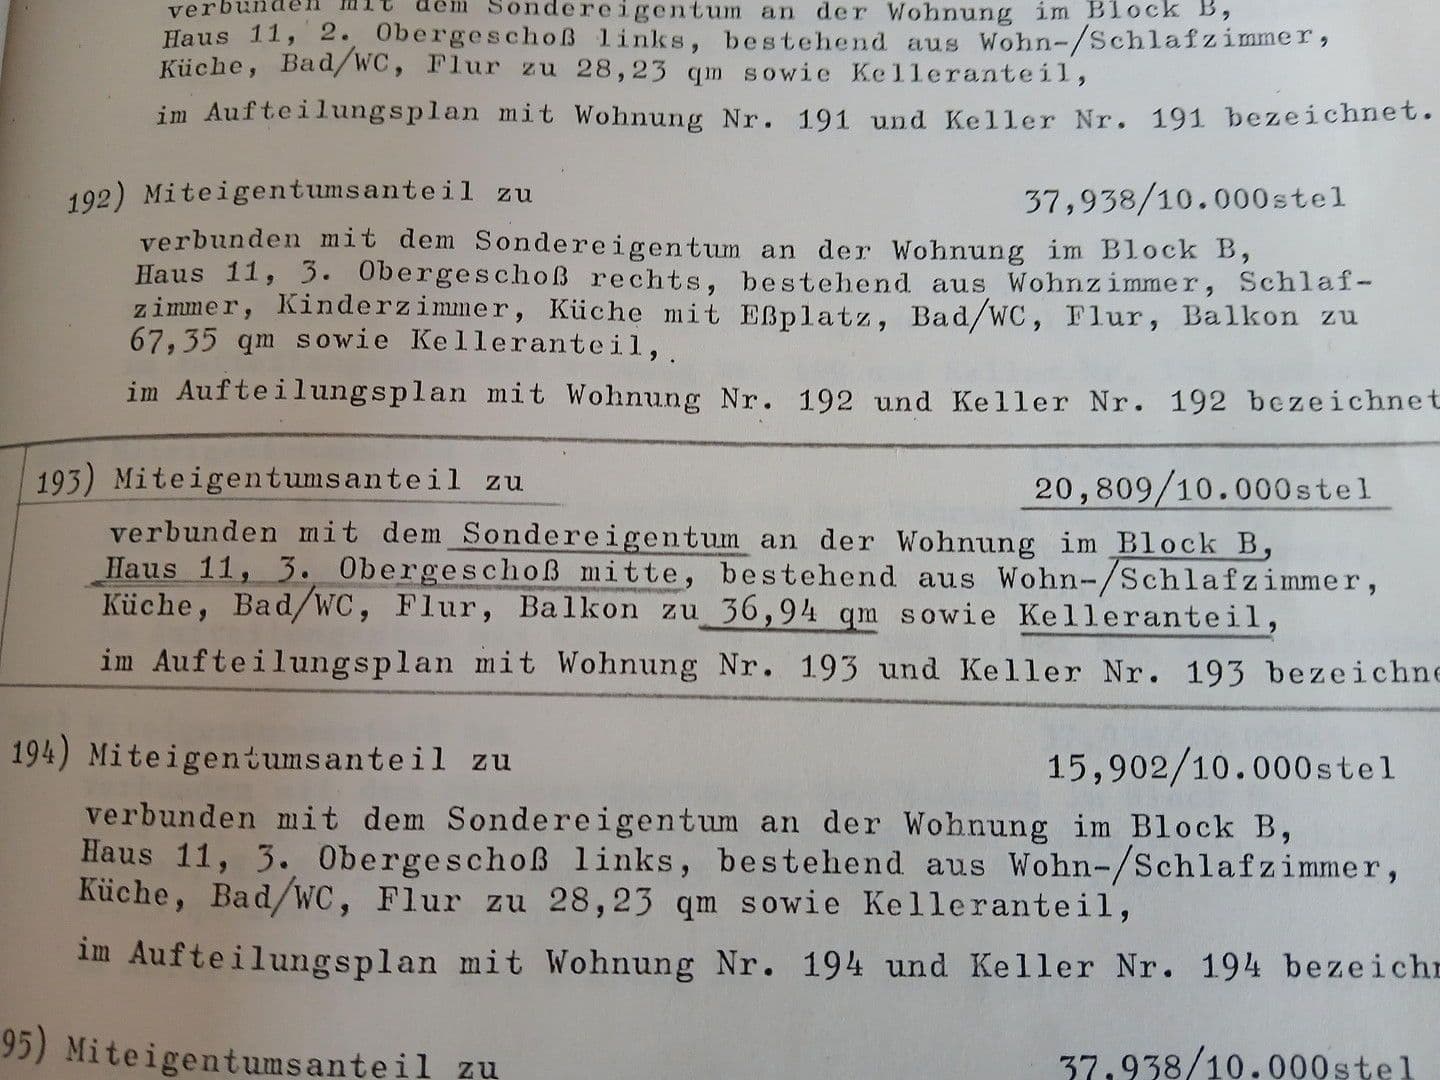 verbunden mit dem Sondereigentum an der Wohnung im Block B,
Haus 11, 2. Obergeschoß links, bestehend aus Wohn-/Schlafzimmer,
Küche, Bad/WC, Flur zu 28,23 qm sowie Kelleranteil,
im Aufteilungsplan mit Wohnung Nr. 191 und Keller Nr. 191 bezeichnet.
192) Miteigentumsanteil zu 37,938/10.000stel
verbunden mit dem Sondereigentum an der Wohnung im Block B,
Haus 11, 3. Obergeschoß rechts, bestehend aus Wohnzimmer, Schlaf-
zimmer, Kinderzimmer, Küche mit Eßplatz, Bad/WC, Flur, Balkon zu
67,35 qm sowie Kelleranteil,
im Aufteilungsplan mit Wohnung Nr. 192 und Keller Nr. 192 bezeichnet
193) Miteigentumsanteil zu 20,809/10.000stel
verbunden mit dem Sondereigentum an der Wohnung im Block B,
Haus 11, 3. Obergeschoß mitte, bestehend aus Wohn-/Schlafzimmer,
Küche, Bad/WC, Flur, Balkon zu 36,94 qm sowie Kelleranteil,
im Aufteilungsplan mit Wohnung Nr. 193 und Keller Nr. 193 bezeichne
194) Miteigentumsanteil zu 15,902/10.000stel
verbunden mit dem Sondereigentum an der Wohnung im Block B,
Haus 11, 3. Obergeschoß links, bestehend aus Wohn-/Schlafzimmer,
Küche, Bad/WC, Flur zu 28,23 qm sowie Kelleranteil,
im Aufteilungsplan mit Wohnung Nr. 194 und Keller Nr. 194 bezeichn
95) Miteigentumsanteil zu 37,938/10.000stel